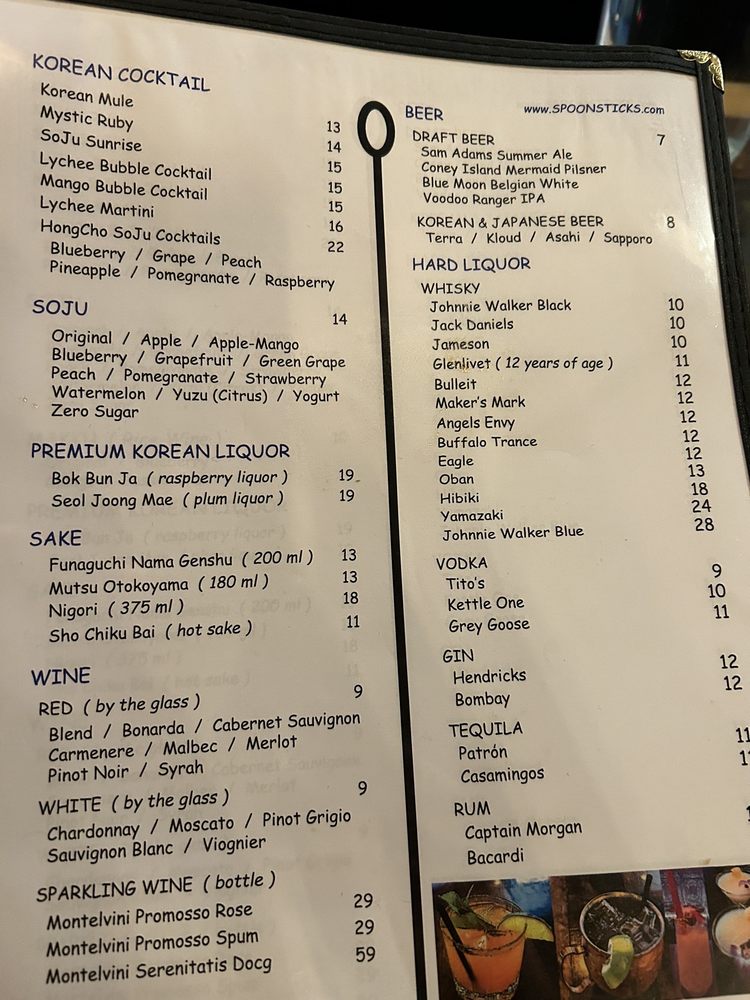 KOREAN COCKTAIL
Korean Mule 13
Mystic Ruby 14
SoJu Sunrise 15
Lychee Bubble Cocktail 15
Mango Bubble Cocktail 15
Lychee Martini 16
HongCho SoJu Cocktails 22
Blueberry / Grape / Peach
Pineapple / Pomegranate / Raspberry
SOJU 14
Original / Apple / Apple-Mango
Blueberry / Grapefruit / Green Grape
Peach / Pomegranate / Strawberry
Watermelon / Yuzu (Citrus) / Yogurt
Zero Sugar
PREMIUM KOREAN LIQUOR
Bok Bun Ja ( raspberry liquor ) 19
Seol Joong Mae ( plum liquor ) 19
SAKE
Funaguchi Nama Genshu ( 200 ml ) 13
Mutsu Otokoyama ( 180 ml ) 13
Nigori ( 375 ml ) 18
Sho Chiku Bai ( hot sake ) 11
WINE
RED ( by the glass ) 9
Blend / Bonarda / Cabernet Sauvignon
Carmenere / Malbec / Merlot
Pinot Noir / Syrah
WHITE ( by the glass ) 9
Chardonnay / Moscato / Pinot Grigio
Sauvignon Blanc / Viognier
SPARKLING WINE ( bottle )
Montelvini Promosso Rose 29
Montelvini Promosso Spum 29
Montelvini Serenitatis Docg 59
www.SPOONSTICKS.com
BEER
DRAFT BEER 7
Sam Adams Summer Ale
Coney Island Mermaid Pilsner
Blue Moon Belgian White
Voodoo Ranger IPA
KOREAN & JAPANESE BEER 8
Terra / Kloud / Asahi / Sapporo
HARD LIQUOR
WHISKY
Johnnie Walker Black 10
Jack Daniels 10
Jameson 10
Glenlivet ( 12 years of age ) 11
Bulleit 12
Maker's Mark 12
Angels Envy 12
Buffalo Trance 12
Eagle 12
Oban 13
Hibiki 18
Yamazaki 24
Johnnie Walker Blue 28
VODKA
Tito's 9
Kettle One 10
Grey Goose 11
GIN
Hendricks 12
Bombay 12
TEQUILA
Patrón 11
Casamingos
RUM
Captain Morgan
Bacardi